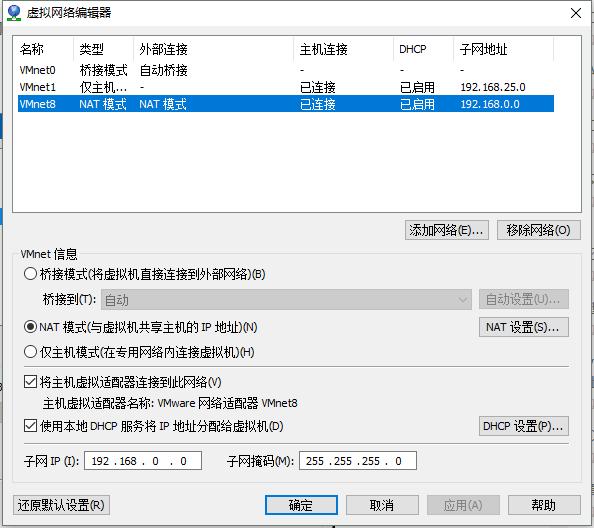 虚拟网络编辑器
名称 类型 外部连接 主机连接 DHCP 子网地址
VMnet0 桥接模式 自动桥接 - - -
VMnet1 仅主机... - 已连接 已启用 192.168.25.0
VMnet8 NAT 模式 NAT 模式 已连接 已启用 192.168.0.0
添加网络(E)... 移除网络(O)
VMnet 信息
桥接模式(将虚拟机直接连接到外部网络)(B)
桥接到(T): 自动 自动设置(U)...
NAT 模式(与虚拟机共享主机的 IP 地址)(N) NAT 设置(S)...
仅主机模式(在专用网络内连接虚拟机)(H)
将主机虚拟适配器连接到此网络(V)
主机虚拟适配器名称: VMware 网络适配器 VMnet8
使用本地 DHCP 服务将 IP 地址分配给虚拟机(D) DHCP 设置(P)...
子网 IP (I): 192 . 168 . 0 . 0 子网掩码(M): 255 . 255 . 255 . 0
还原默认设置(R) 确定 取消 应用(A) 帮助